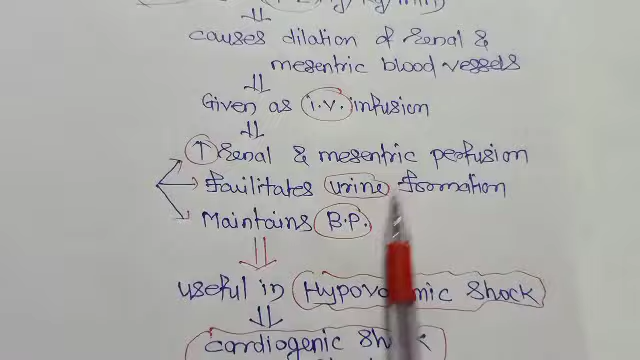 causes dilation of renal &
mesentric blood vessels
Given as i.v. infusion
↑ renal & mesentric perfusion
facilitates urine formation
Maintains B.P.
useful in Shock
cardiogenic